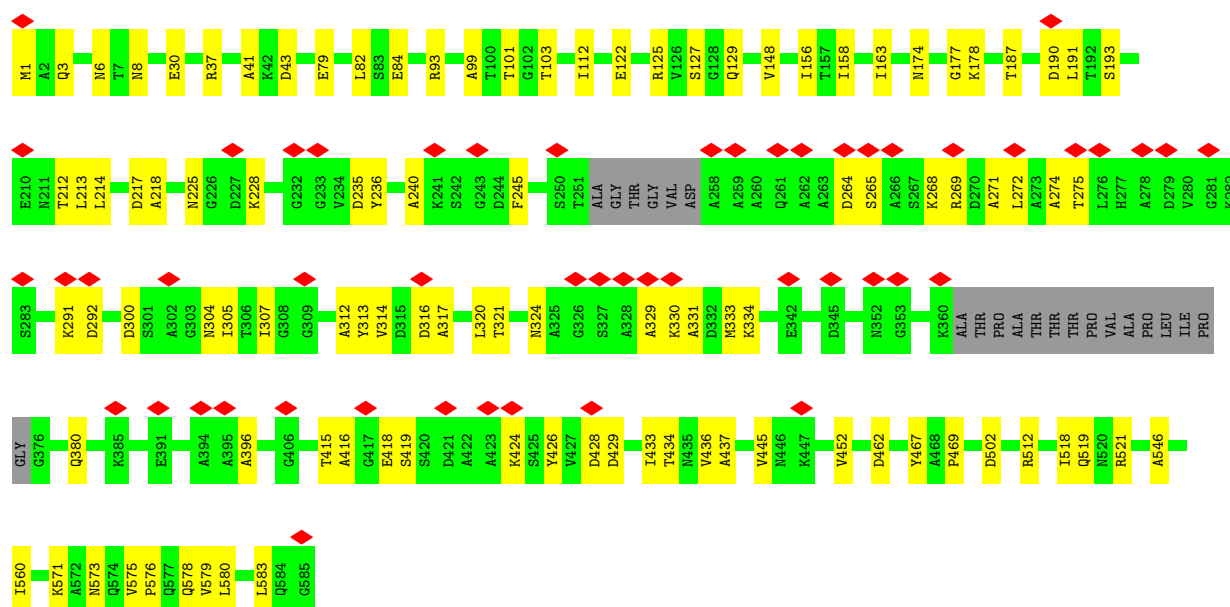 M1 A2 Q3 N6 T7 N8 E30 R37 A41 K42 D43 E79 L82 S83 E84 R93 A99 T100 T101 G102 T103 I112 E122 R125 V126 S127 G128 Q129 V148 I156 T157 I158 I163 N174 G177 K178 T187 D190 L191 T192 S193
E210 N211 T212 L213 L214 D217 A218 N225 G226 D227 K228 G232 G233 V234 D235 Y236 A240 K241 S242 G243 D244 F245 S250 T251 ALA GLY THR GLY VAL ASP A258 A259 A260 Q261 A262 A263 D264 S265 A266 S267 K268 R269 D270 A271 L272 A273 A274 T275 L276 H277 A278 D279 V280 G281 K282
S283 K291 D292 D300 S301 A302 G303 N304 I305 T306 I307 G308 G309 A312 Y313 V314 D315 D316 A317 L320 T321 N324 A325 G326 S327 A328 A329 K330 A331 D332 M333 K334 E342 D345 N352 G353 K360 ALA THR PRO ALA THR THR THR PRO VAL ALA PRO LEU ILE PRO
GLY G376 Q380 K385 E391 A394 A395 A396 G406 T415 A416 G417 E418 S419 S420 D421 A422 A423 K424 S425 Y426 V427 D428 D429 I433 T434 N435 V436 A437 V445 N446 K447 V452 D462 Y467 A468 P469 D502 R512 I518 Q519 N520 R521 A546
I560 K571 A572 N573 Q574 V575 P576 Q577 Q578 V579 L580 L583 Q584 G585